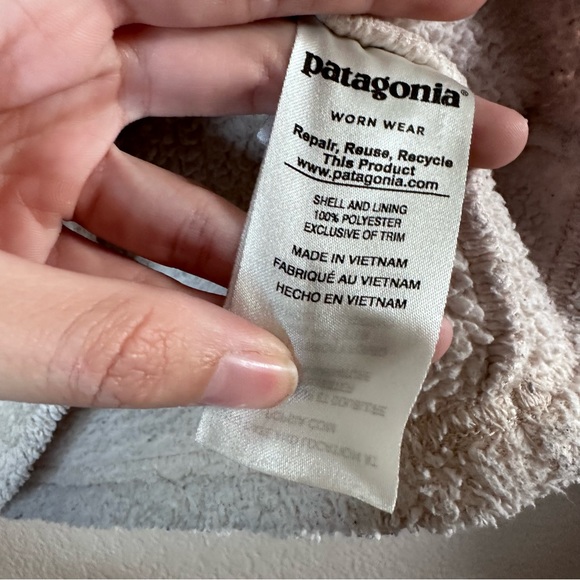 patagonia®
WORN WEAR
Repair, Reuse, Recycle
This Product
www.patagonia.com
SHELL AND LINING
100% POLYESTER
EXCLUSIVE OF TRIM
MADE IN VIETNAM
FABRIQUÉ AU VIETNAM
HECHO EN VIETNAM